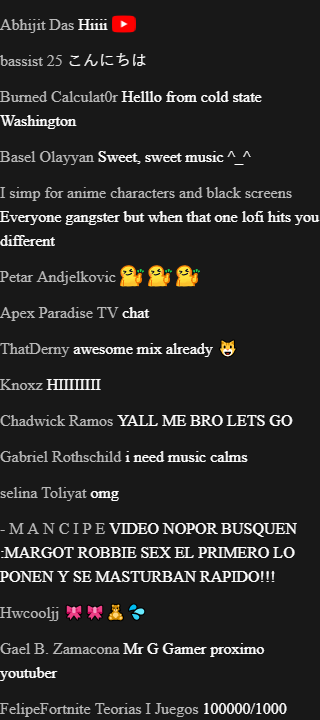 Abhijit Das Hiiii
bassist 25 こんにちは
Burned Calculat0r Helllo from cold state
Washington
Basel Olayyan Sweet, sweet music ^_^
I simp for anime characters and black screens
Everyone gangster but when that one lofi hits you
different
Petar Andjelkovic
Apex Paradise TV chat
ThatDerny awesome mix already
Knoxz HIIIIIIII
Chadwick Ramos YALL ME BRO LETS GO
Gabriel Rothschild i need music calms
selina Toliyat omg
- M A N C I P E VIDEO NOPOR BUSQUEN
:MARGOT ROBBIE SEX EL PRIMERO LO
PONEN Y SE MASTURBAN RAPIDO!!!
Hwcooljj 🎀🎀🧸💦
Gael B. Zamacona Mr G Gamer proximo
youtuber
FelipeFortnite Teorias I Juegos 100000/1000